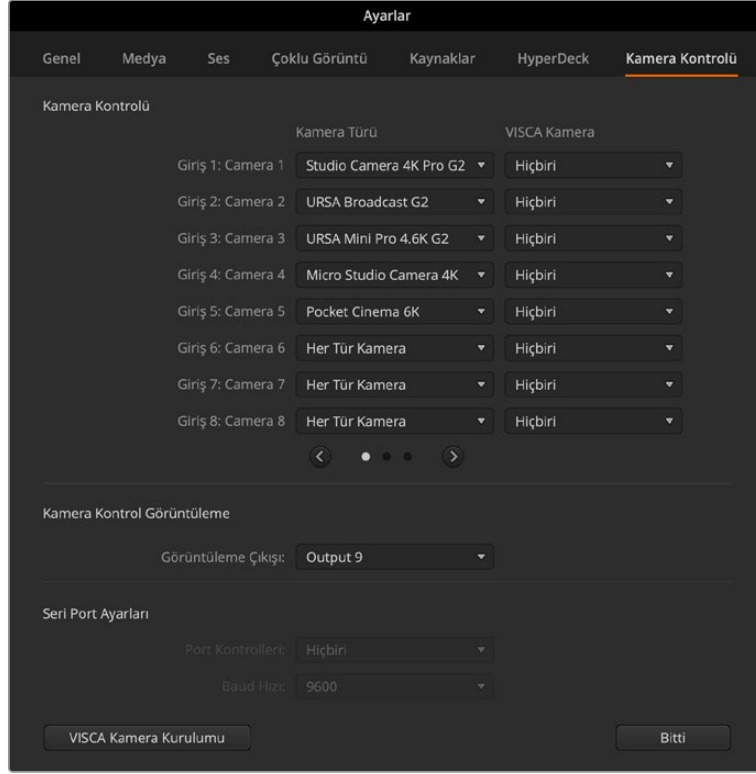 Ayarlar
Genel Medya Ses Çoklu Görüntü Kaynaklar HyperDeck Kamera Kontrolü
Kamera Kontrolü
Kamera Türü VISCA Kamera
Giriş 1: Camera 1 Studio Camera 4K Pro G2 Hiçbiri
Giriş 2: Camera 2 URSA Broadcast G2 Hiçbiri
Giriş 3: Camera 3 URSA Mini Pro 4.6K G2 Hiçbiri
Giriş 4: Camera 4 Micro Studio Camera 4K Hiçbiri
Giriş 5: Camera 5 Pocket Cinema 6K Hiçbiri
Giriş 6: Camera 6 Her Tür Kamera Hiçbiri
Giriş 7: Camera 7 Her Tür Kamera Hiçbiri
Giriş 8: Camera 8 Her Tür Kamera Hiçbiri
Kamera Kontrol Görüntüleme
Görüntüleme Çıkışı: Output 9
Seri Port Ayarları
Port Kontrolleri: Hiçbiri
Baud Hızı: 9600
VISCA Kamera Kurulumu Bitti